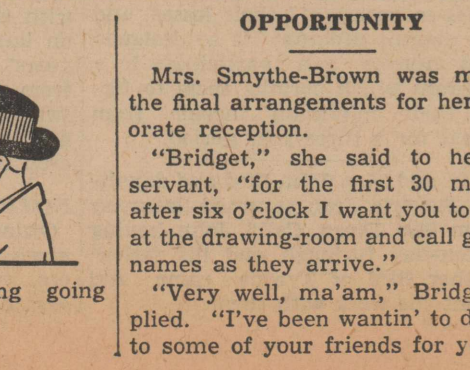 OPPORTUNITY
Mrs. Smythe-Brown was
the final arrangements for her
orate reception.
"Bridget," she said to
servant, "for the first 30
after six o'clock I want you to
at the drawing-room and call
names as they arrive."
"Very well, ma'am,"
plied. "I've been wantin' to
to some of your friends for
going